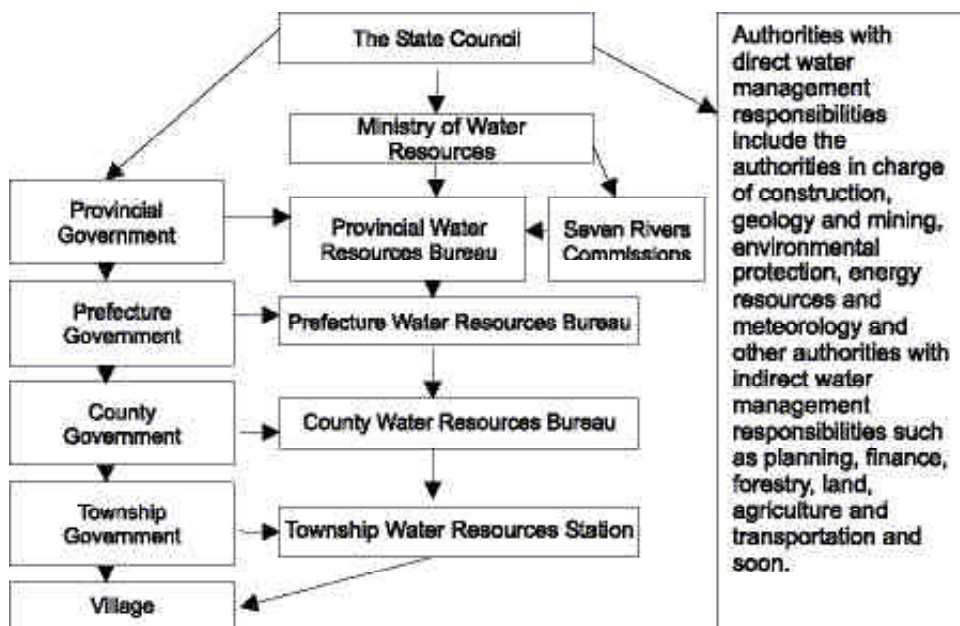 The State Council
Ministry of Water
Resources
Provincial
Government
Provincial Water
Resources Bureau
Seven Rivers
Commissions
Prefecture
Government
Prefecture Water Resources Bureau
County
Government
County Water Resources Bureau
Township
Government
Township Water Resources Station
Village
Authorities with
direct water
management
responsibilities
include the
authorities in charge
of construction,
geology and mining,
environmental
protection, energy
resources and
meteorology and
other authorities with
indirect water
management
responsibilities such
as planning, finance,
forestry, land,
agriculture and
transportation and
soon.